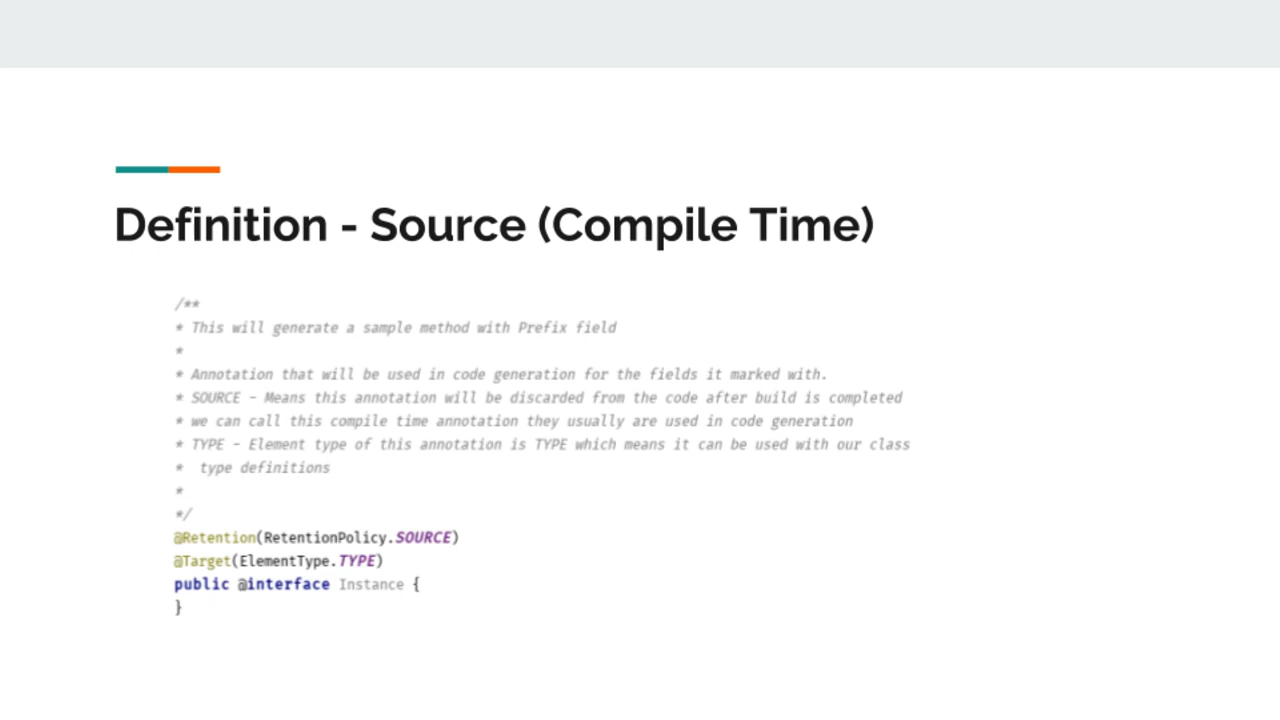 Definition - Source (Compile Time)
/**
* This will generate a sample method with Prefix field
*
* Annotation that will be used in code generation for the fields it marked with.
* SOURCE - Means this annotation will be discarded from the code after build is completed
* we can call this compile time annotation they usually are used in code generation
* TYPE - Element type of this annotation is TYPE which means it can be used with our class
*  type definitions
*
*/
@Retention(RetentionPolicy.SOURCE)
@Target(ElementType.TYPE)
public @interface Instance {
}